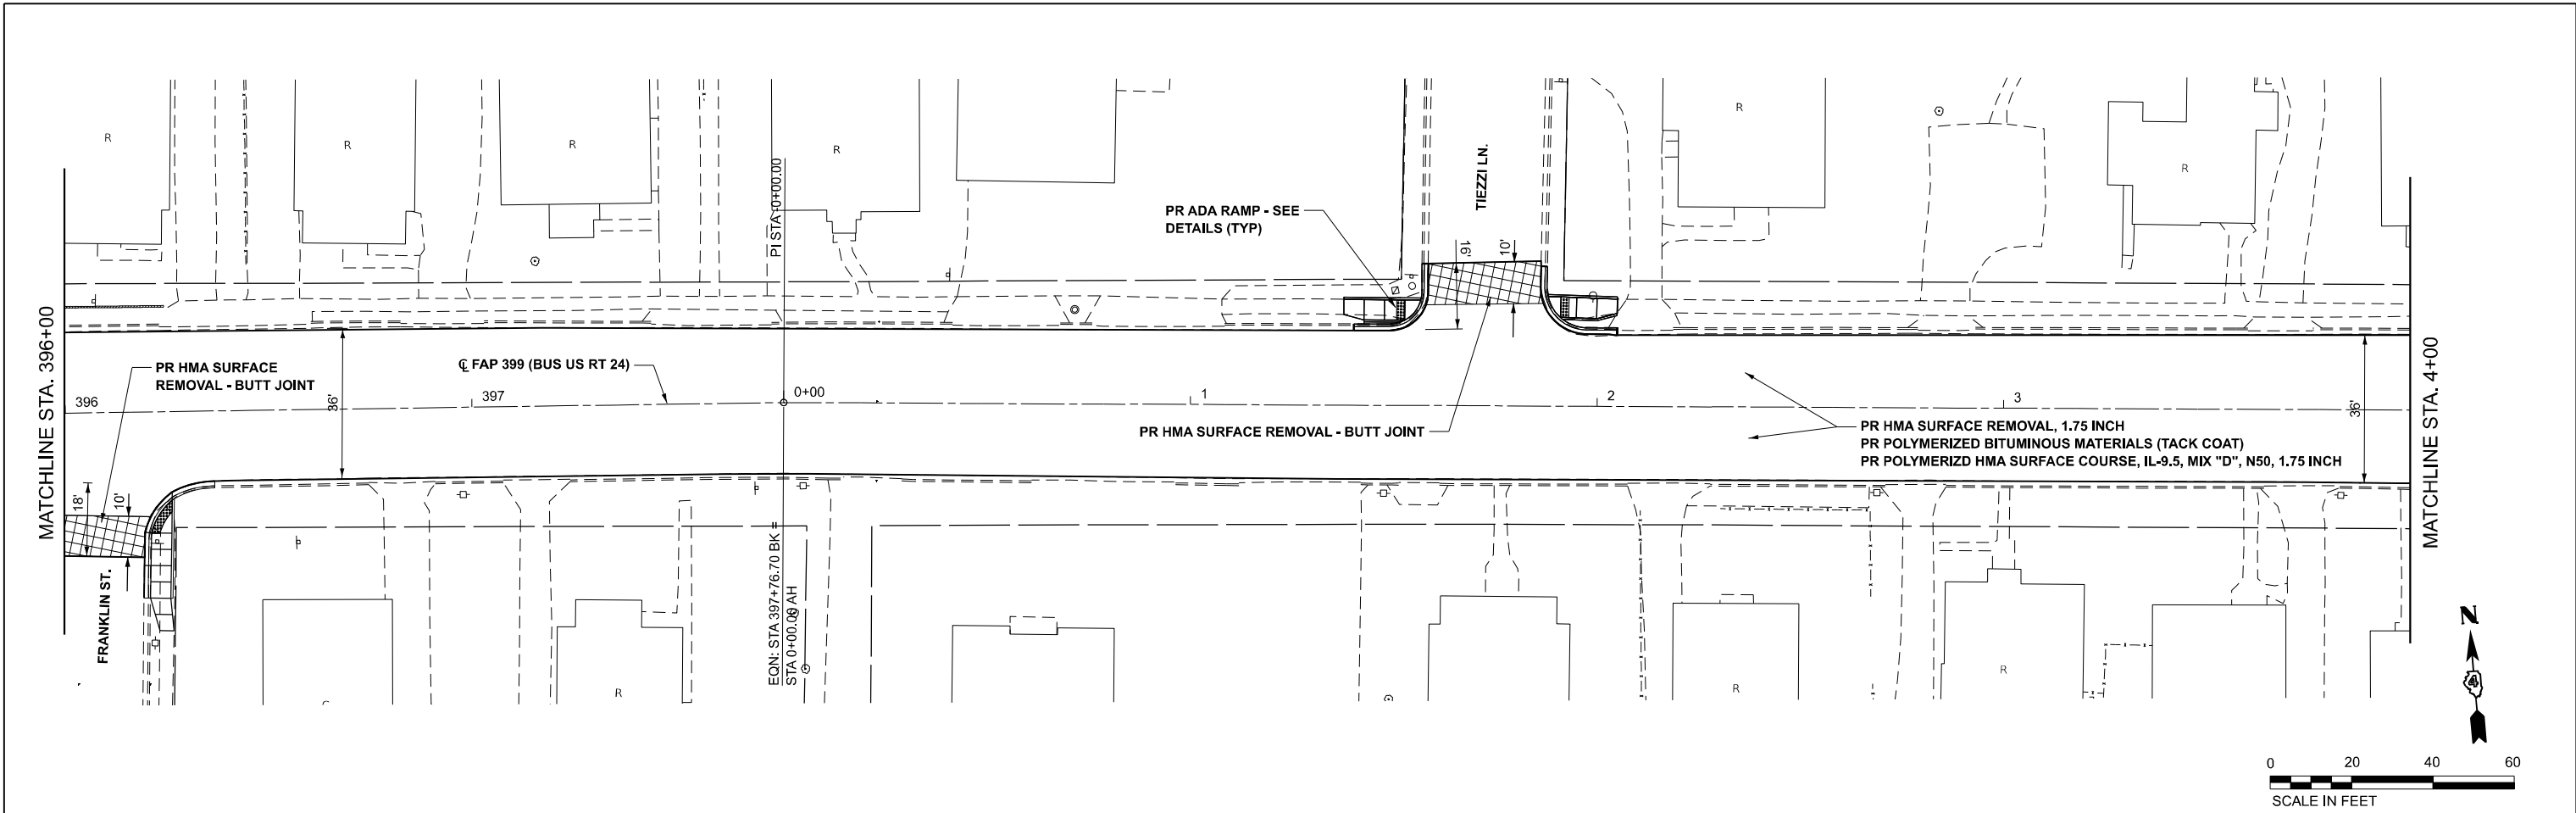 R
R
R
R
R
R
PI STA 0+00.00
TIEZZI LN.
PR ADA RAMP - SEE
DETAILS (TYP)
16'
10'
MATCHLINE STA. 396+00
PR HMA SURFACE
REMOVAL - BUTT JOINT
36'
℄ FAP 399 (BUS US RT 24)
396
397
0+00
1
2
3
PR HMA SURFACE REMOVAL - BUTT JOINT
PR HMA SURFACE REMOVAL, 1.75 INCH
PR POLYMERIZED BITUMINOUS MATERIALS (TACK COAT)
PR POLYMERIZD HMA SURFACE COURSE, IL-9.5, MIX "D", N50, 1.75 INCH
36'
MATCHLINE STA. 4+00
18'
10'
FRANKLIN ST.
EQN: STA 397+76.70 BK =
STA 0+00.00 AH
R
R
R
N
4
0 20 40 60
SCALE IN FEET